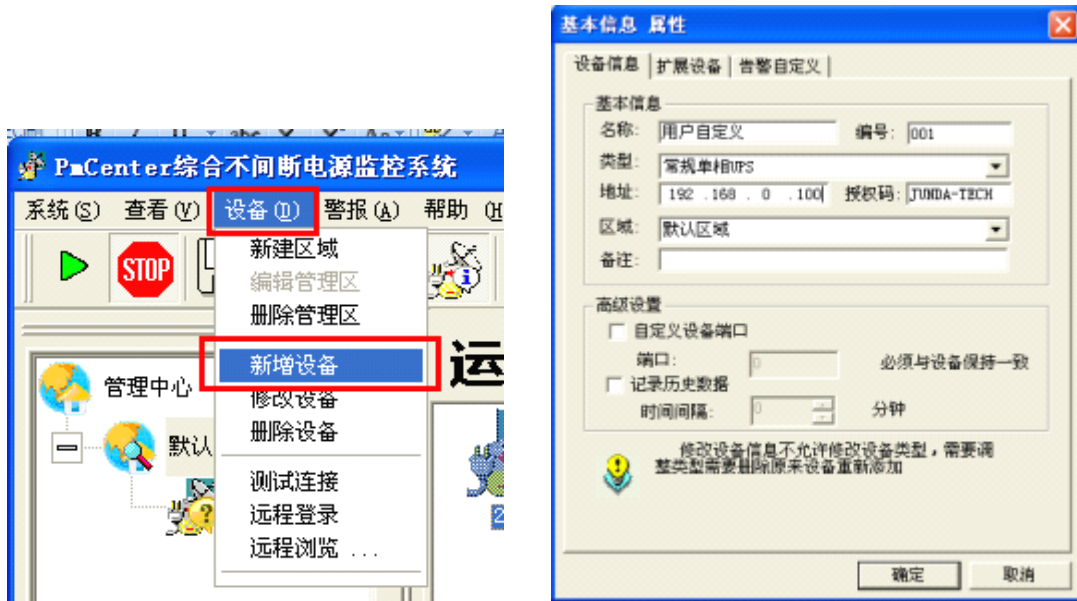 PmCenter综合不间断电源监控系统
系统(S) 查看(V) 设备(D) 警报(A) 帮助(H
STOP
新建区域
编辑管理区
删除管理区
新增设备
修改设备
删除设备
测试连接
远程登录
远程浏览 ...
管理中心
默认
运
2
基本信息 属性
设备信息 扩展设备 告警自定义
基本信息
名称: 用户自定义 编号: 001
类型: 常规单相UPS
地址: 192 .168 . 0 .100 授权码: JUNDA-TECH
区域: 默认区域
备注:
高级设置
自定义设备端口
端口: 0 必须与设备保持一致
记录历史数据
时间间隔: 0 分钟
修改设备信息不允许修改设备类型，需要调
整类型需要删除原来设备重新添加
确定 取消